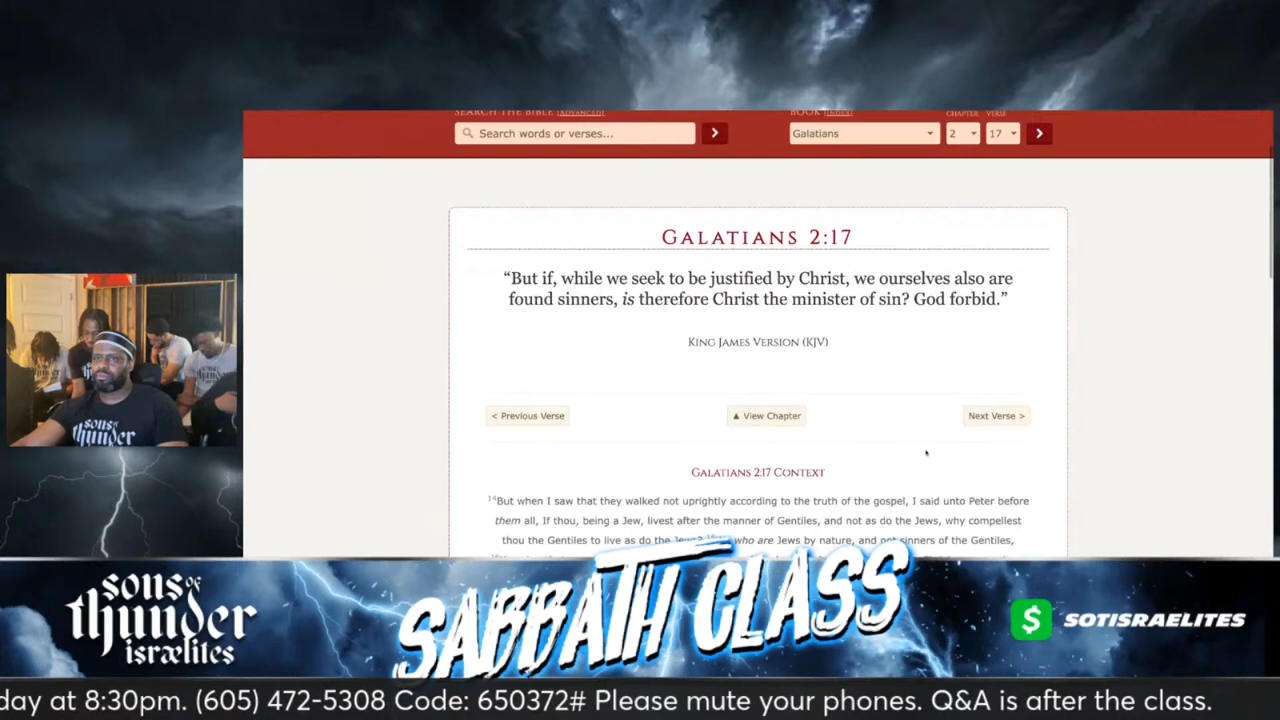 SEARCH THE BIBLE [ADVANCED]
BOOK [INDEX]
CHAPTER
VERSE
Search words or verses...
Galatians
2
17
GALATIANS 2:17
“But if, while we seek to be justified by Christ, we ourselves also are
found sinners, is therefore Christ the minister of sin? God forbid.”
KING JAMES VERSION (KJV)
< Previous Verse
▲ View Chapter
Next Verse >
GALATIANS 2:17 CONTEXT
14But when I saw that they walked not uprightly according to the truth of the gospel, I said unto Peter before
them all, If thou, being a Jew, livest after the manner of Gentiles, and not as do the Jews, why compellest
thou the Gentiles to live as do the Jews? who are Jews by nature, and not sinners of the Gentiles,
sons of
thunder
sons of
thunder
israelites
SABBATH CLASS
$ SOTISRAELITES
day at 8:30pm. (605) 472-5308 Code: 650372# Please mute your phones. Q&A is after the class.